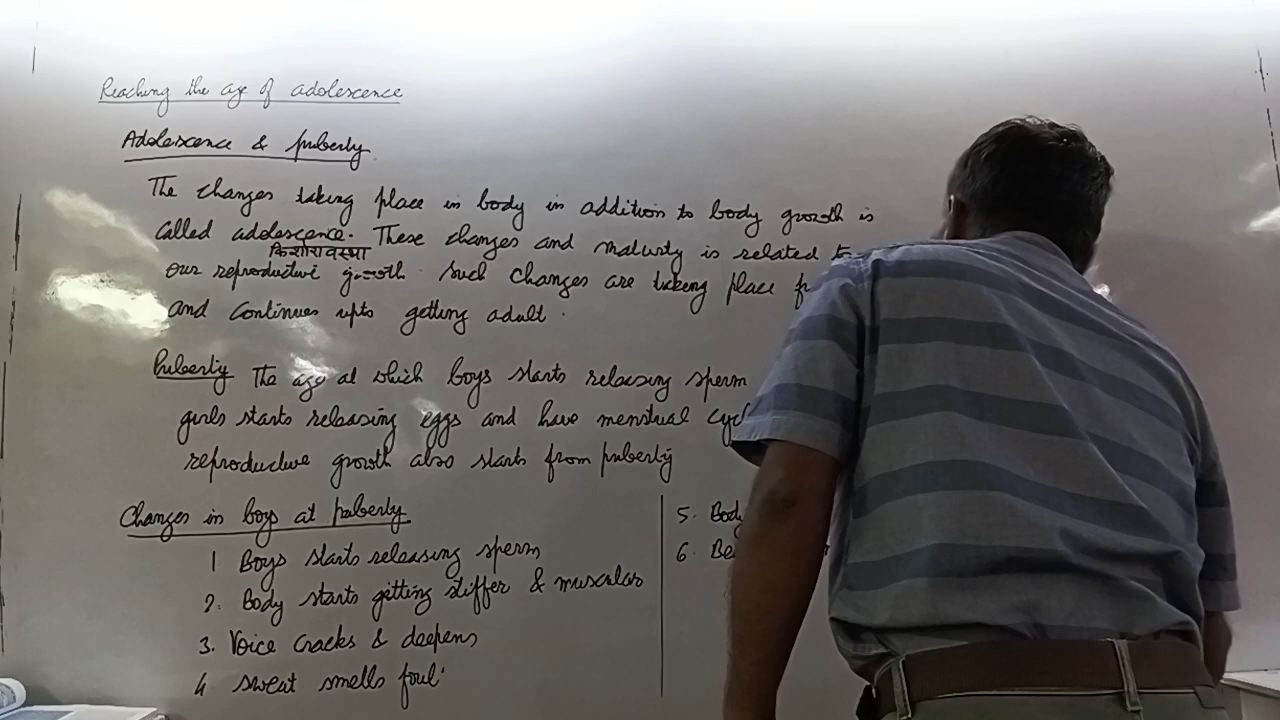 Reaching the age of adolescence
Adolescence & puberty
The changes taking place in body in addition to body growth is
called adolescence. These changes and maturity is related to
किशोरावस्था
our reproductive growth. Such changes are taking place
and continues upto getting adult.
Puberty The age at which boys starts releasing sperm
girls starts releasing eggs and have menstrual
reproductive growth also starts from puberty
Changes in boys at puberty
1 Boys starts releasing sperm
2. Body starts getting stiffer & muscular
3. Voice cracks & deepens
4 sweat smells foul
5. Body
6.